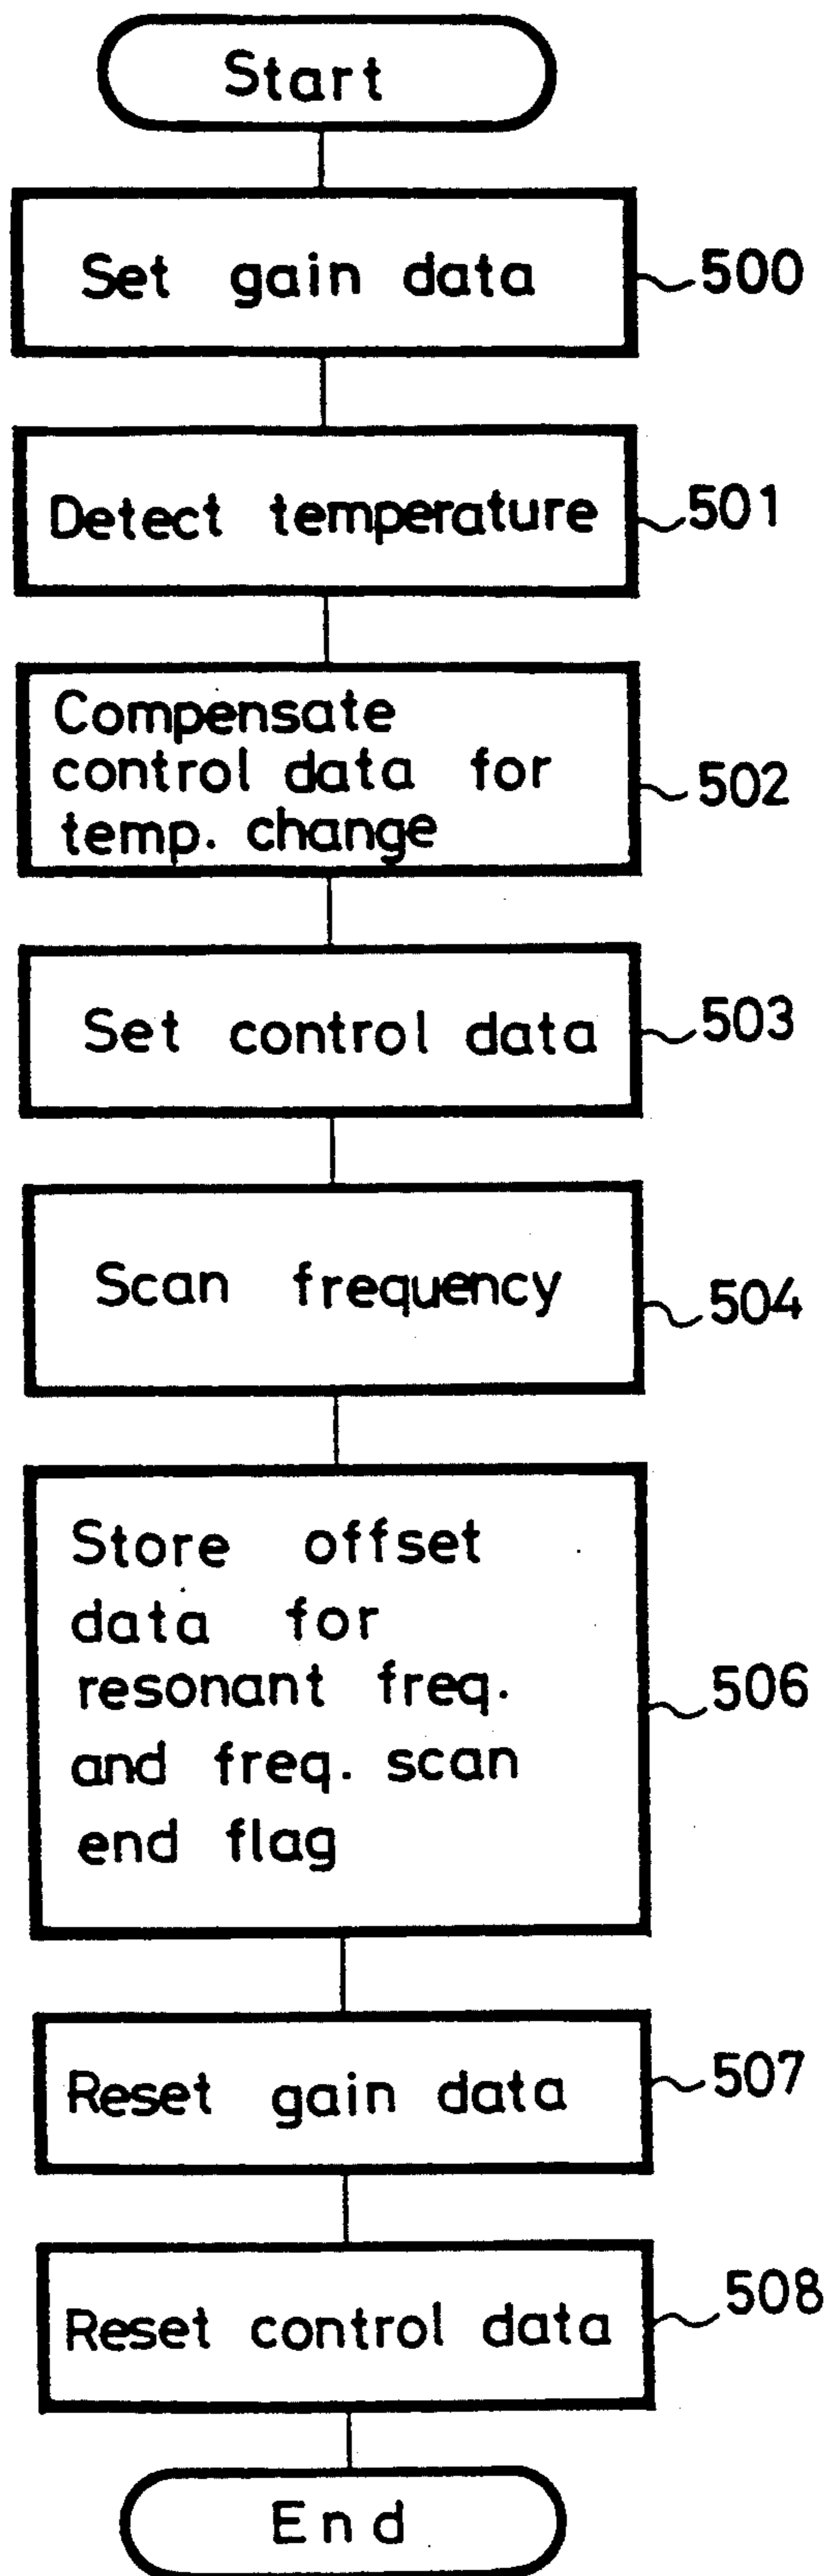 Start
Set gain data
500
Detect temperature
501
Compensate
control data for
temp. change
502
Set control data
503
Scan frequency
504
Store offset
data for
resonant freq.
and freq. scan
end flag
506
Reset gain data
507
Reset control data
508
End